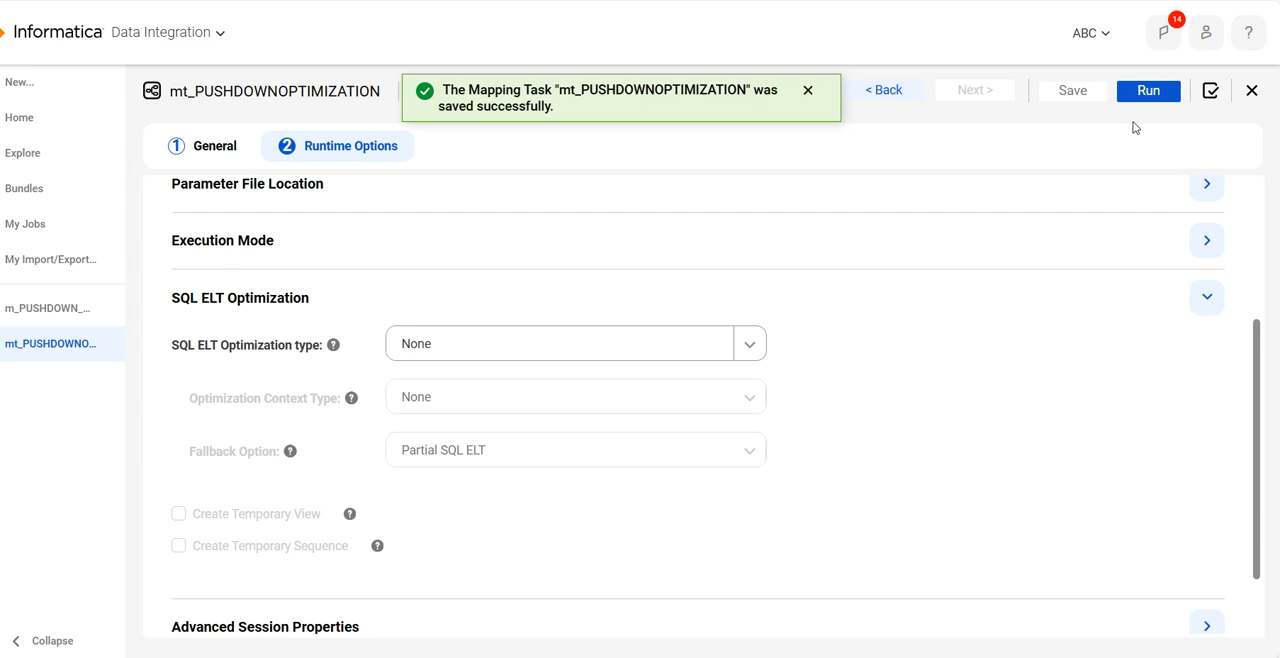 Informatica Data Integration
ABC
14
?
New...
Home
Explore
Bundles
My Jobs
My Import/Export...
m_PUSHDOWN_...
mt_PUSHDOWNO...
Collapse
mt_PUSHDOWNOPTIMIZATION
The Mapping Task "mt_PUSHDOWNOPTIMIZATION" was
saved successfully.
< Back
Next >
Save
Run
1 General
2 Runtime Options
Parameter File Location
Execution Mode
SQL ELT Optimization
SQL ELT Optimization type: ? None
Optimization Context Type: ? None
Fallback Option: ? Partial SQL ELT
Create Temporary View ?
Create Temporary Sequence ?
Advanced Session Properties